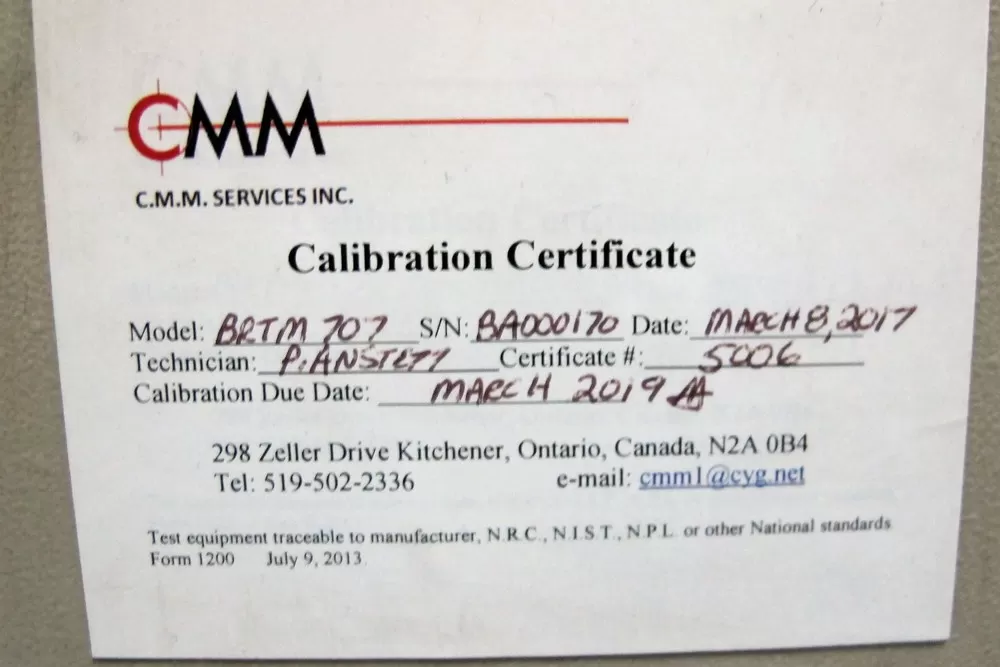 CMM
C.M.M. SERVICES INC.
Calibration Certificate
Model: BRTM 707 S/N: BA000170 Date: MARCH 8, 2017
Technician: P. ANSTETT Certificate #: 5006
Calibration Due Date: MARCH 2019
298 Zeller Drive Kitchener, Ontario, Canada, N2A 0B4
Tel: 519-502-2336 e-mail: cmm1@cyg.net
Test equipment traceable to manufacturer, N.R.C., N.I.S.T., N.P.L. or other National standards
Form 1200 July 9, 2013